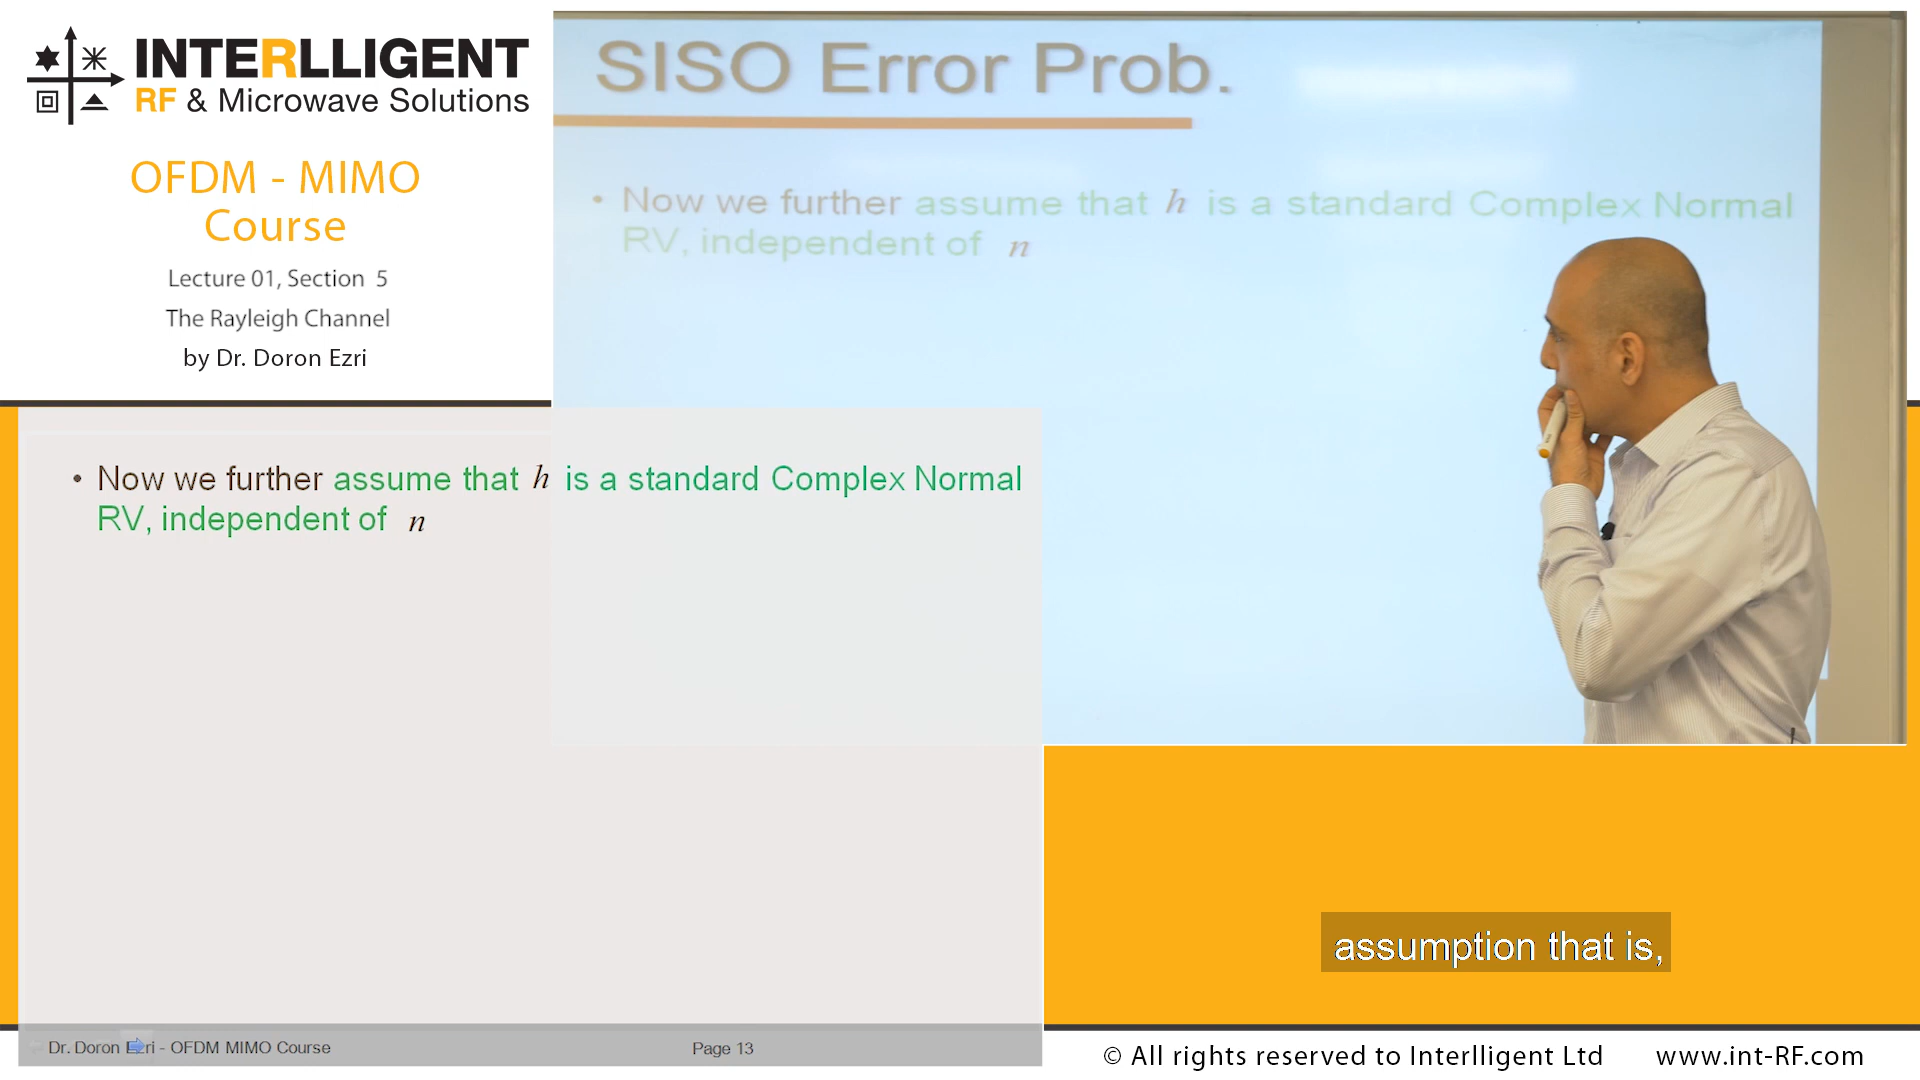 INTERLLIGENT
RF & Microwave Solutions
OFDM - MIMO
Course
Lecture 01, Section 5
The Rayleigh Channel
by Dr. Doron Ezri
SISO Error Prob.
• Now we further assume that h is a standard Complex Normal
RV, independent of n
• Now we further assume that h is a standard Complex Normal
RV, independent of n
assumption that is,
Dr. Doron Ezri - OFDM MIMO Course
Page 13
© All rights reserved to Interlligent Ltd
www.int-RF.com